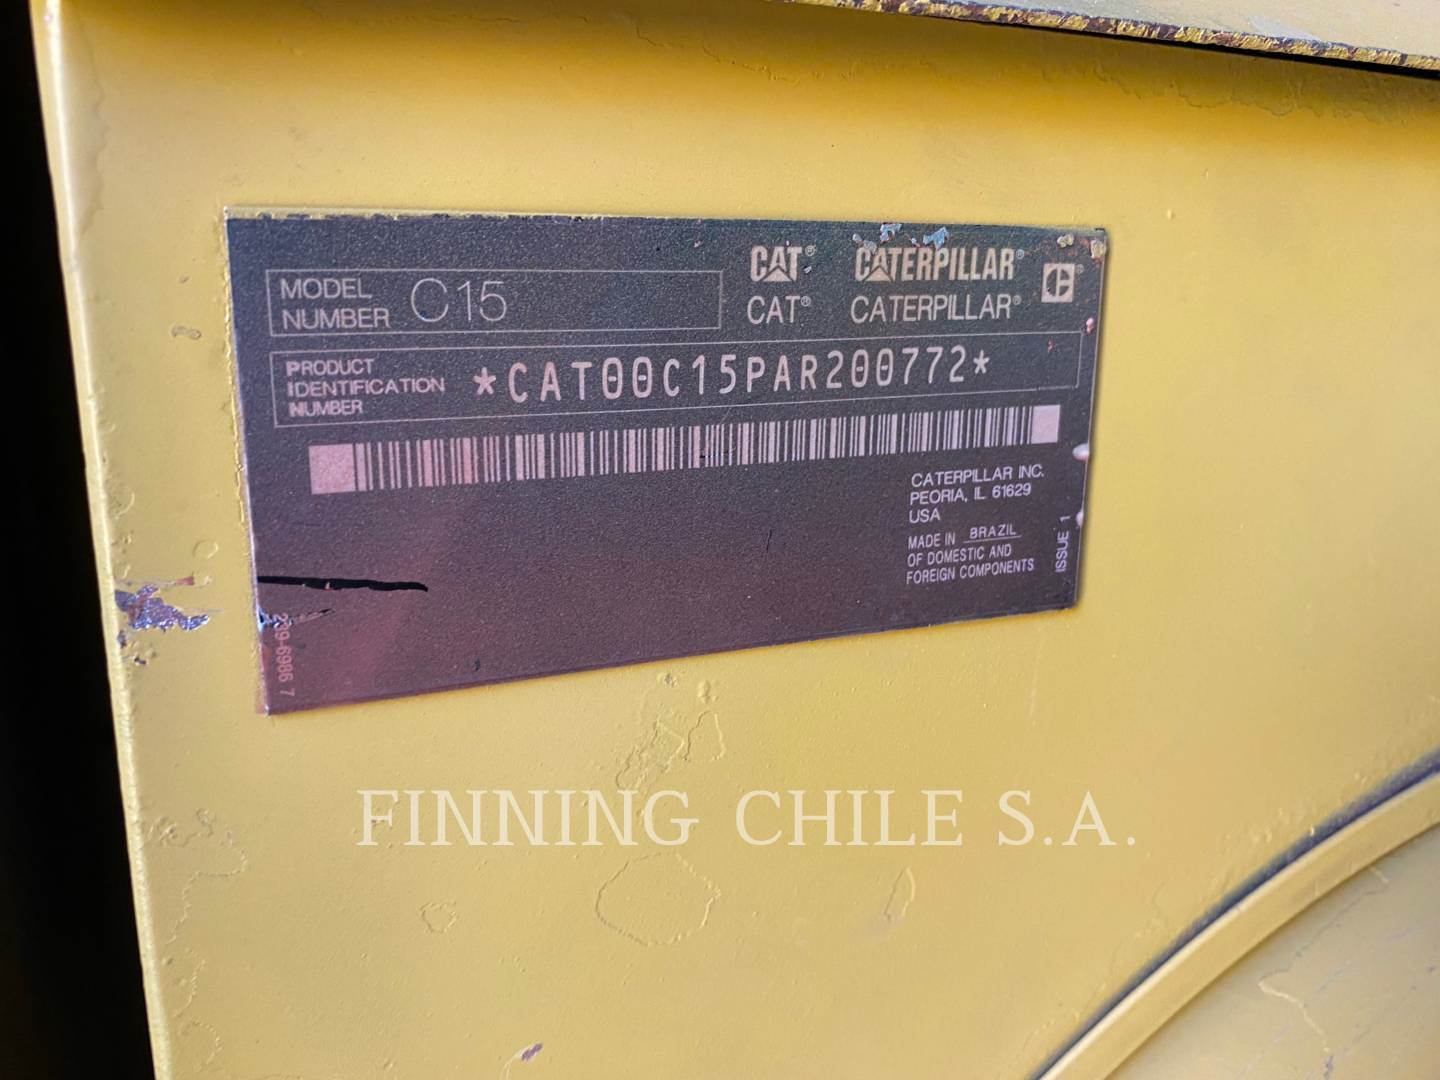 MODEL NUMBER C15
CAT® CATERPILLAR®
CAT® CATERPILLAR®
PRODUCT IDENTIFICATION NUMBER *CAT00C15PAR200772*
CATERPILLAR INC.
PEORIA, IL 61629
USA
MADE IN BRAZIL
OF DOMESTIC AND
FOREIGN COMPONENTS
ISSUE 1
FINNING CHILE S.A.